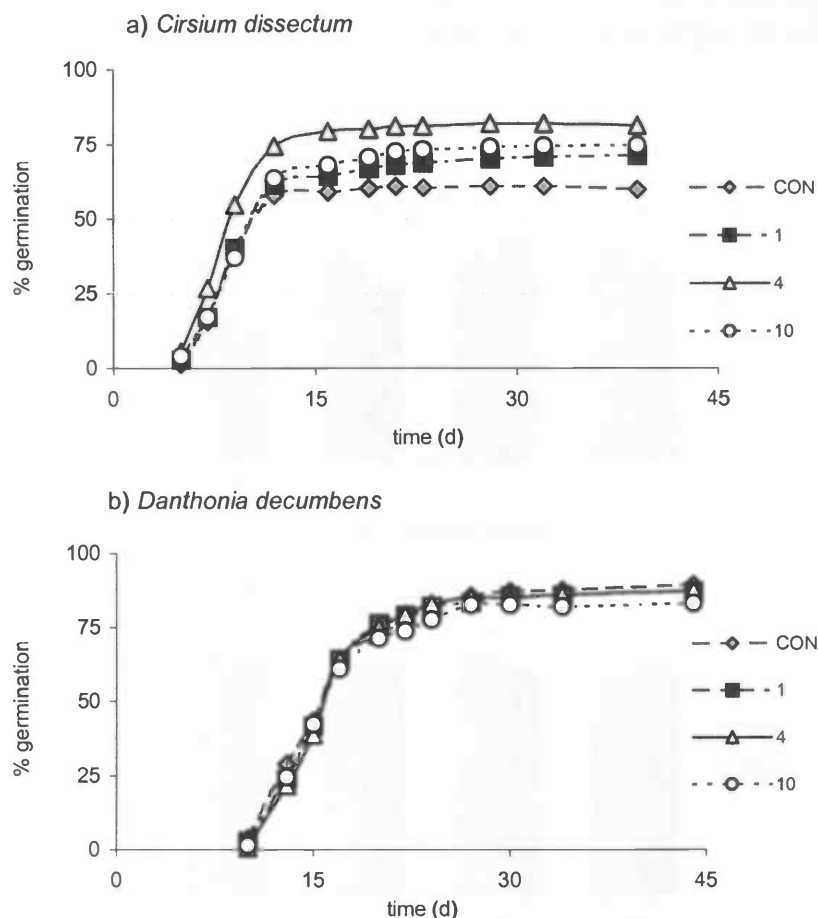 a) Cirsium dissectum
100
75
50
25
0
% germination
0 15 30 45
time (d)
CON
1
4
10
b) Danthonia decumbens
100
75
50
25
0
% germination
0 15 30 45
time (d)
CON
1
4
10